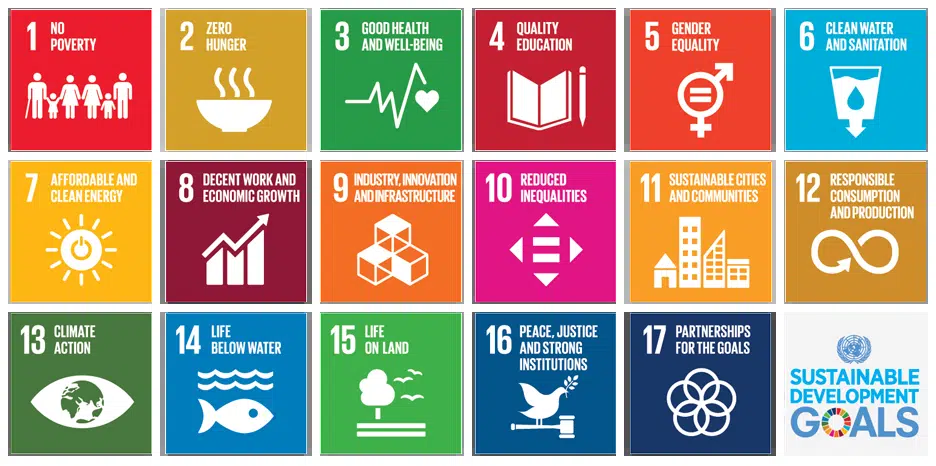 1 NO
POVERTY
2 ZERO
HUNGER
3 GOOD HEALTH
AND WELL-BEING
4 QUALITY
EDUCATION
5 GENDER
EQUALITY
6 CLEAN WATER
AND SANITATION
7 AFFORDABLE AND
CLEAN ENERGY
8 DECENT WORK AND
ECONOMIC GROWTH
9 INDUSTRY, INNOVATION
AND INFRASTRUCTURE
10 REDUCED
INEQUALITIES
11 SUSTAINABLE CITIES
AND COMMUNITIES
12 RESPONSIBLE
CONSUMPTION
AND PRODUCTION
13 CLIMATE
ACTION
14 LIFE
BELOW WATER
15 LIFE
ON LAND
16 PEACE, JUSTICE
AND STRONG
INSTITUTIONS
17 PARTNERSHIPS
FOR THE GOALS
SUSTAINABLE
DEVELOPMENT
GOALS